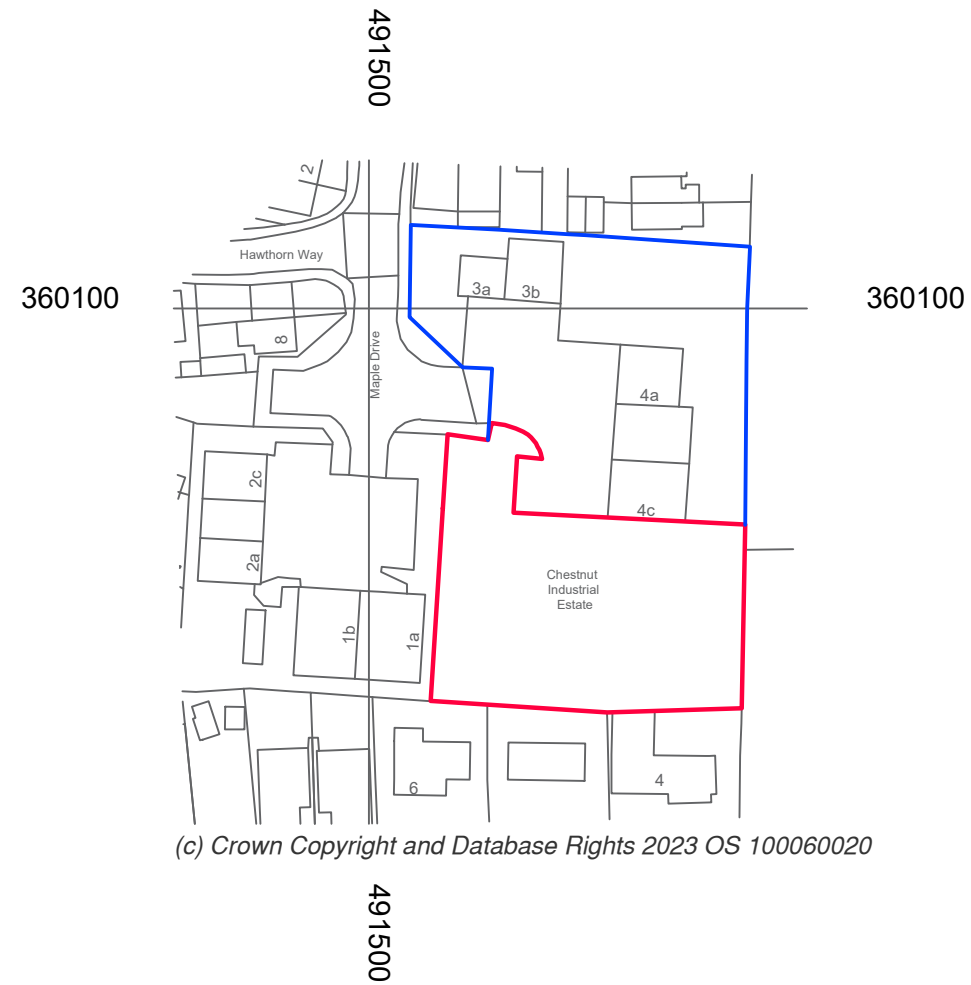 491500
2
Hawthorn Way
3a
3b
360100
360100
8
Maple Drive
4a
2c
4c
2a
Chestnut
Industrial
Estate
1b
1a
6
4
(c) Crown Copyright and Database Rights 2023 OS 100060020
491500